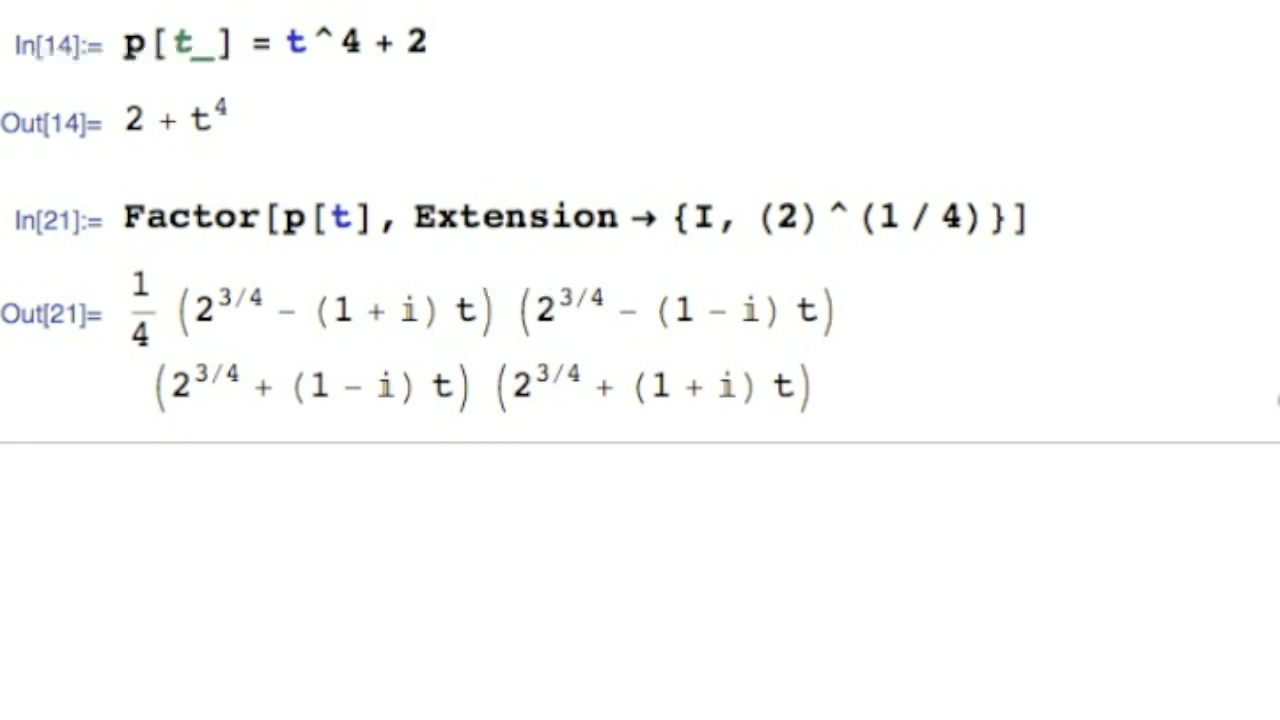 In[14]:= p[t_] = t^4 + 2
Out[14]= 2 + t⁴
In[21]:= Factor[p[t], Extension → {I, (2)^(1/4)}]
Out[21]= 1/4 (2^{3/4} - (1 + i) t) (2^{3/4} - (1 - i) t)
(2^{3/4} + (1 - i) t) (2^{3/4} + (1 + i) t)